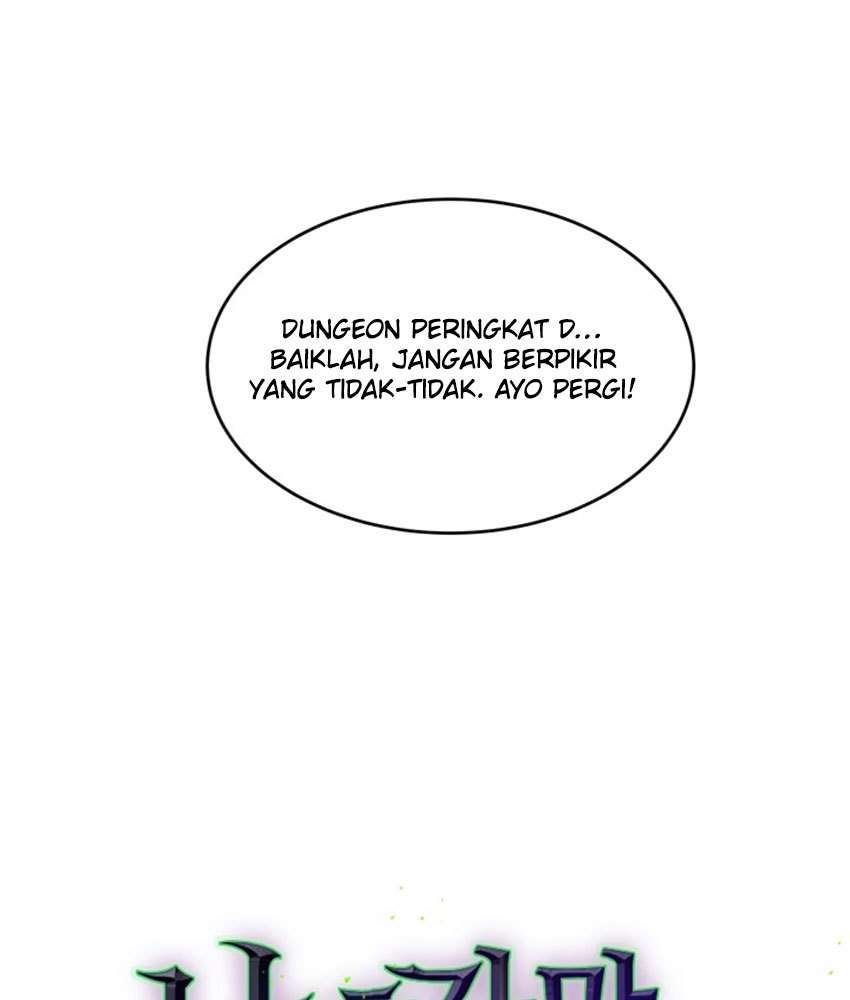 DUNGEON PERINGKAT D...
BAIKLAH, JANGAN BERPIKIR
YANG TIDAK-TIDAK. AYO PERGI!